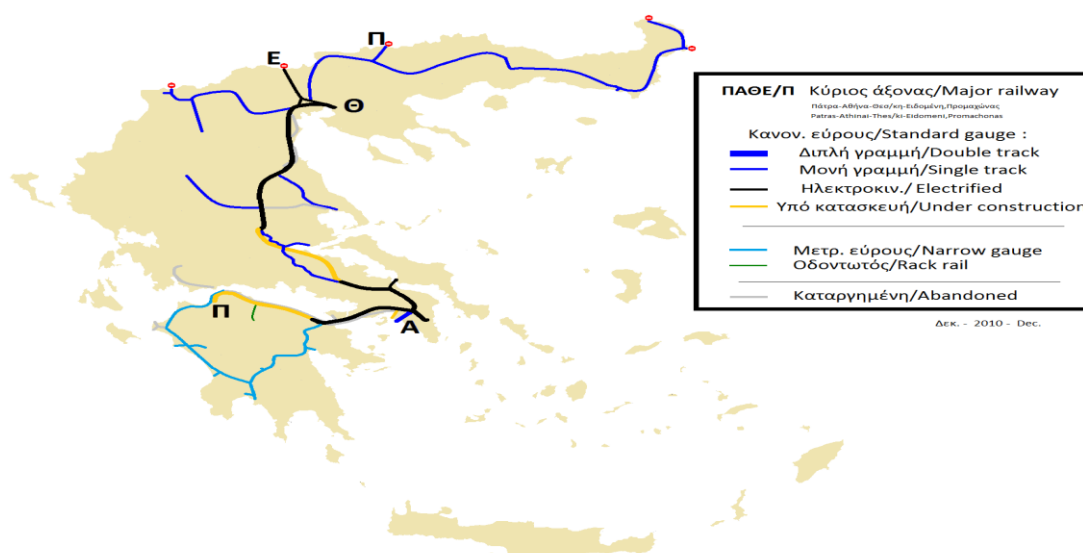 Π
Ε
Θ
Π
Α
ΠΑΘΕ/Π Κύριος άξονας/Major railway
Πάτρα-Αθήνα-Θεσ/κη-Ειδομένη,Προμαχώνας
Patras-Athinai-Thes/ki-Eidomeni,Promachonas
Κανον. εύρους/Standard gauge :
Διπλή γραμμή/Double track
Μονή γραμμή/Single track
Ηλεκτροκιν./ Electrified
Υπό κατασκευή/Under construction
Μετρ. εύρους/Narrow gauge
Οδοντωτός/Rack rail
Καταργημένη/Abandoned
Δεκ. - 2010 - Dec.